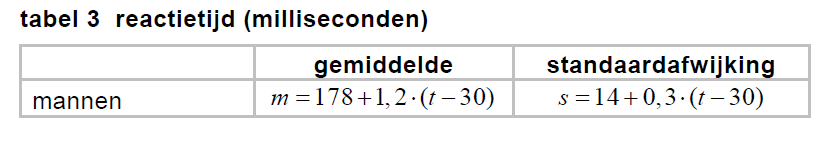 tabel 3 reactietijd (milliseconden)
gemiddelde standaardafwijking
mannen m = 178 + 1,2 · (t − 30) s = 14 + 0,3 · (t − 30)